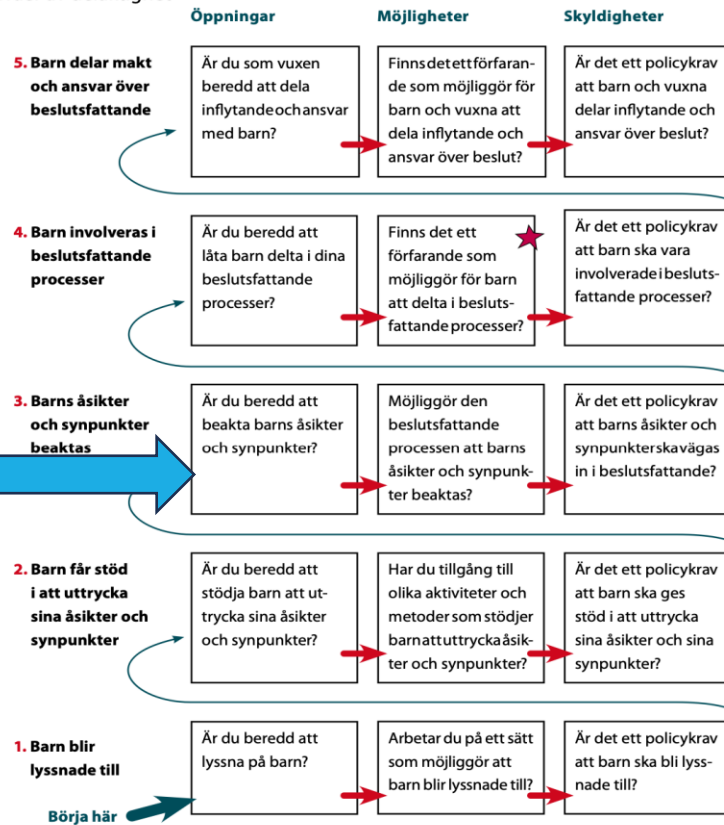 Öppningar Möjligheter Skyldigheter
5. Barn delar makt
och ansvar över
beslutsfattande
Är du som vuxen
beredd att dela
inflytande och ansvar
med barn?
Finns det ett förfaran-
de som möjliggör för
barn och vuxna att
dela inflytande och
ansvar över beslut?
Är det ett policykrav
att barn och vuxna
delar inflytande och
ansvar över beslut?
4. Barn involveras i
beslutsfattande
processer
Är du beredd att
låta barn delta i dina
beslutsfattande
processer?
Finns det ett
förfarande som
möjliggör för barn
att delta i besluts-
fattande processer?
Är det ett policykrav
att barn ska vara
involverade i besluts-
fattande processer?
3. Barns åsikter
och synpunkter
beaktas
Är du beredd att
beakta barns åsikter
och synpunkter?
Möjliggör den
beslutsfattande
processen att barns
åsikter och synpunk-
ter beaktas?
Är det ett policykrav
att barns åsikter och
synpunkter ska vägas
in i beslutsfattande?
2. Barn får stöd
i att uttrycka
sina åsikter och
synpunkter
Är du beredd att
stödja barn att ut-
trycka sina åsikter
och synpunkter?
Har du tillgång till
olika aktiviteter och
metoder som stödjer
barn att uttrycka åsik-
ter och synpunkter?
Är det ett policykrav
att barn ska ges
stöd i att uttrycka
sina åsikter och sina
synpunkter?
1. Barn blir
lyssnade till
Är du beredd att
lyssna på barn?
Arbetar du på ett sätt
som möjliggör att
barn blir lyssnade till?
Är det ett policykrav
att barn ska bli lyss-
nade till?
Börja här